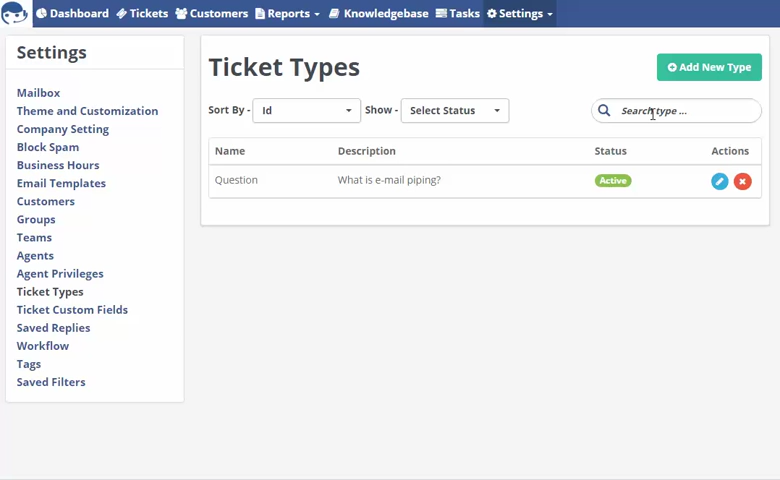 Dashboard Tickets Customers Reports Knowledgebase Tasks Settings
Settings
Mailbox
Theme and Customization
Company Setting
Block Spam
Business Hours
Email Templates
Customers
Groups
Teams
Agents
Agent Privileges
Ticket Types
Ticket Custom Fields
Saved Replies
Workflow
Tags
Saved Filters
Ticket Types
Add New Type
Sort By - Id Show - Select Status Search type ...
Name Description Status Actions
Question What is e-mail piping? Active